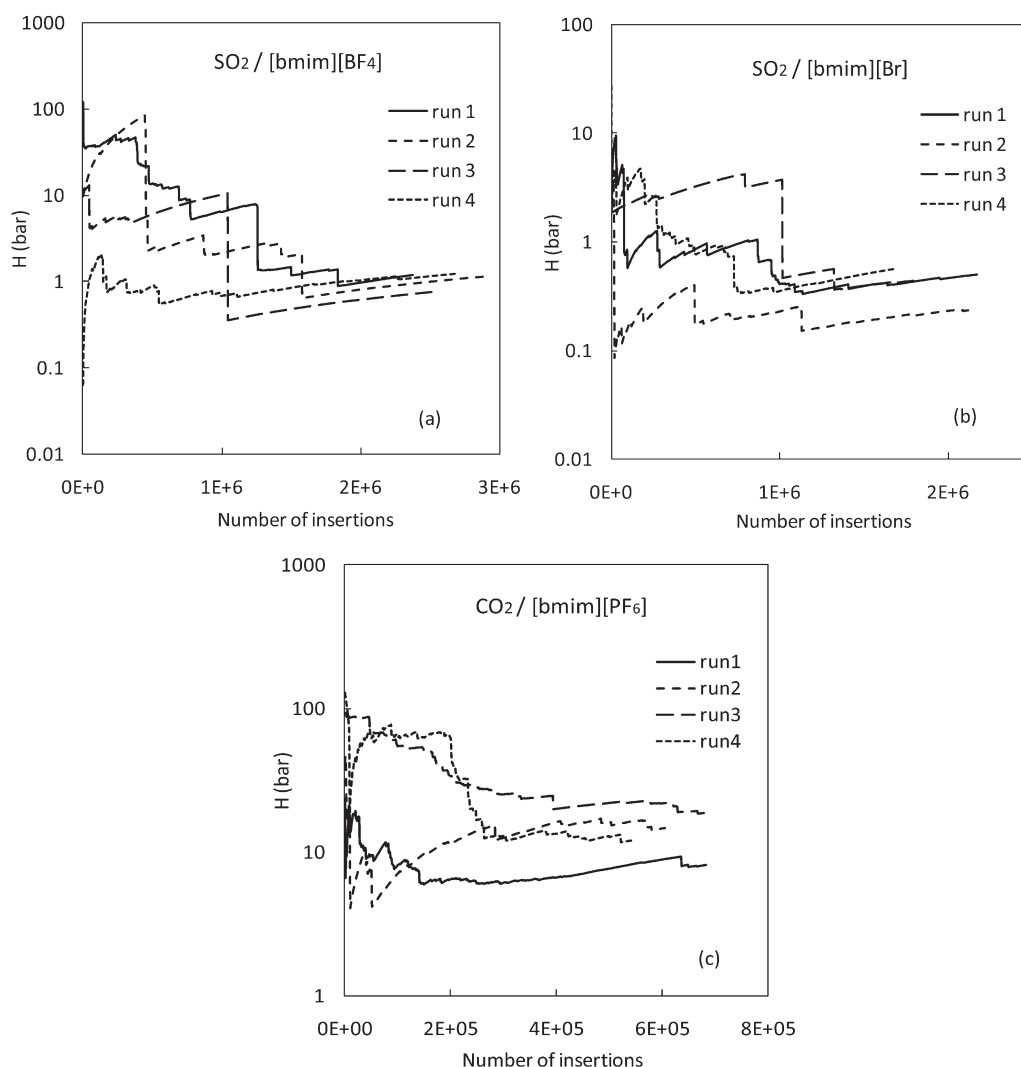 1000
100
10
1
0.1
0.01
H (bar)
SO2 / [bmim][BF4]
run 1
run 2
run 3
run 4
(a)
0E+0
1E+6
2E+6
3E+6
Number of insertions
100
10
1
0.1
0.01
H (bar)
SO2 / [bmim][Br]
run 1
run 2
run 3
run 4
(b)
0E+0
1E+6
2E+6
Number of insertions
1000
100
10
1
H (bar)
CO2 / [bmim][PF6]
run1
run2
run3
run4
(c)
0E+00
2E+05
4E+05
6E+05
8E+05
Number of insertions